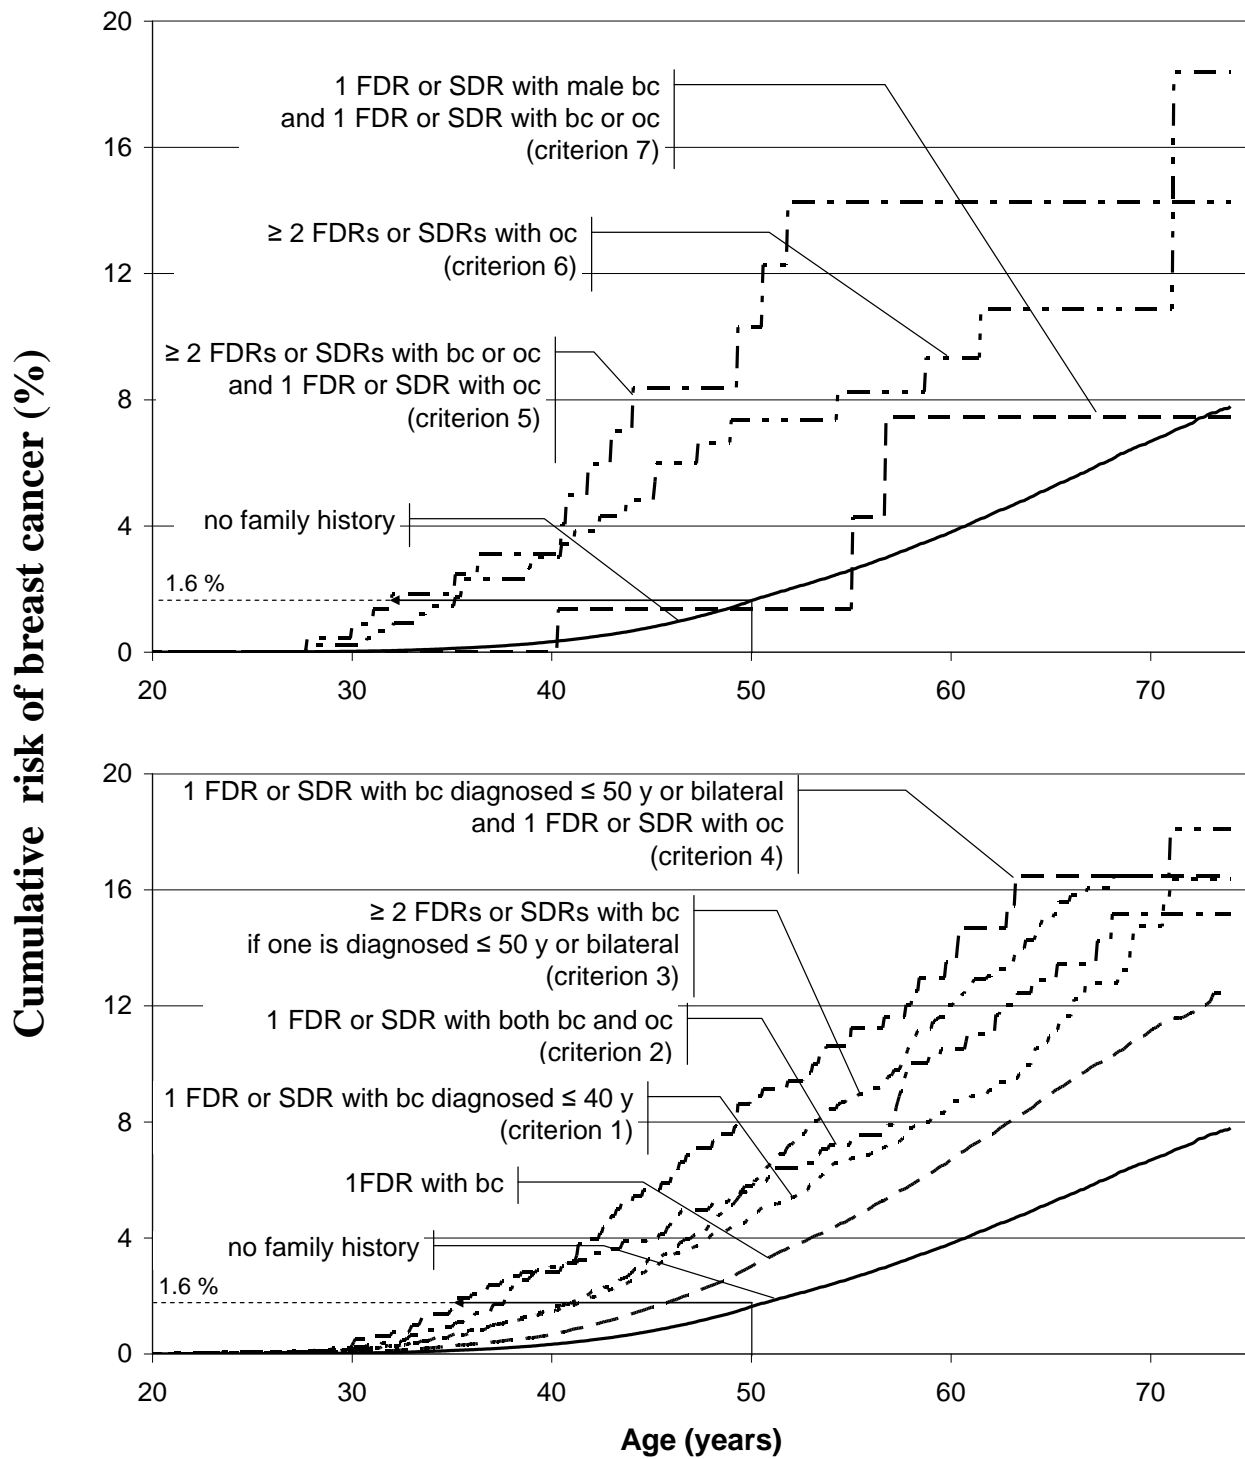 Cumulative risk of breast cancer (%)
20
1 FDR or SDR with male bc
and 1 FDR or SDR with bc or oc
(criterion 7)
16
≥ 2 FDRs or SDRs with oc
(criterion 6)
12
≥ 2 FDRs or SDRs with bc or oc
and 1 FDR or SDR with oc
(criterion 5)
8
no family history
4
1.6 %
0
20 30 40 50 60 70
20
1 FDR or SDR with bc diagnosed ≤ 50 y or bilateral
and 1 FDR or SDR with oc
(criterion 4)
16
≥ 2 FDRs or SDRs with bc
if one is diagnosed ≤ 50 y or bilateral
(criterion 3)
12
1 FDR or SDR with both bc and oc
(criterion 2)
1 FDR or SDR with bc diagnosed ≤ 40 y
(criterion 1)
8
1FDR with bc
no family history
4
1.6 %
0
20 30 40 50 60 70
Age (years)